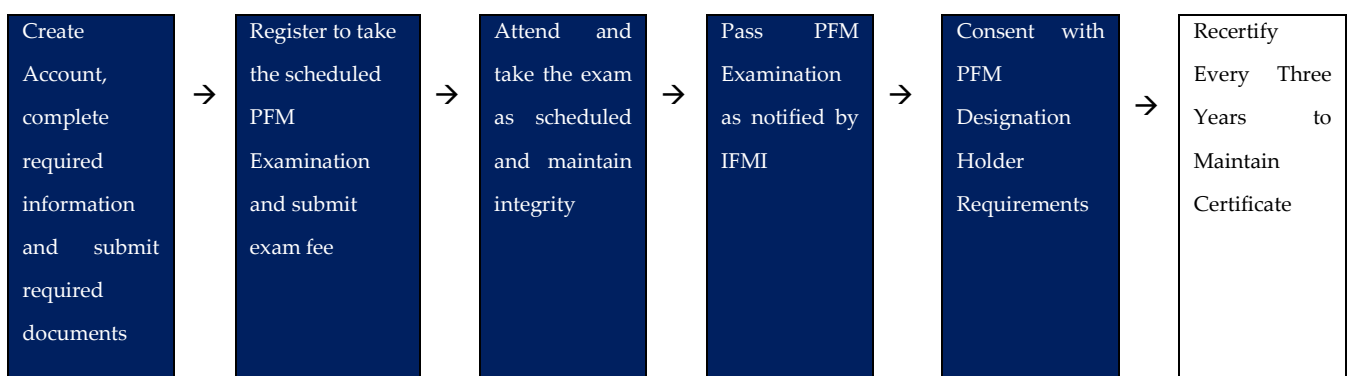 Create
Account,
complete
required
information
and submit
required
documents
→
Register to take
the scheduled
PFM
Examination
and submit
exam fee
→
Attend and
take the exam
as scheduled
and maintain
integrity
→
Pass PFM
Examination
as notified by
IFMI
→
Consent with
PFM
Designation
Holder
Requirements
→
Recertify
Every Three
Years to
Maintain
Certificate